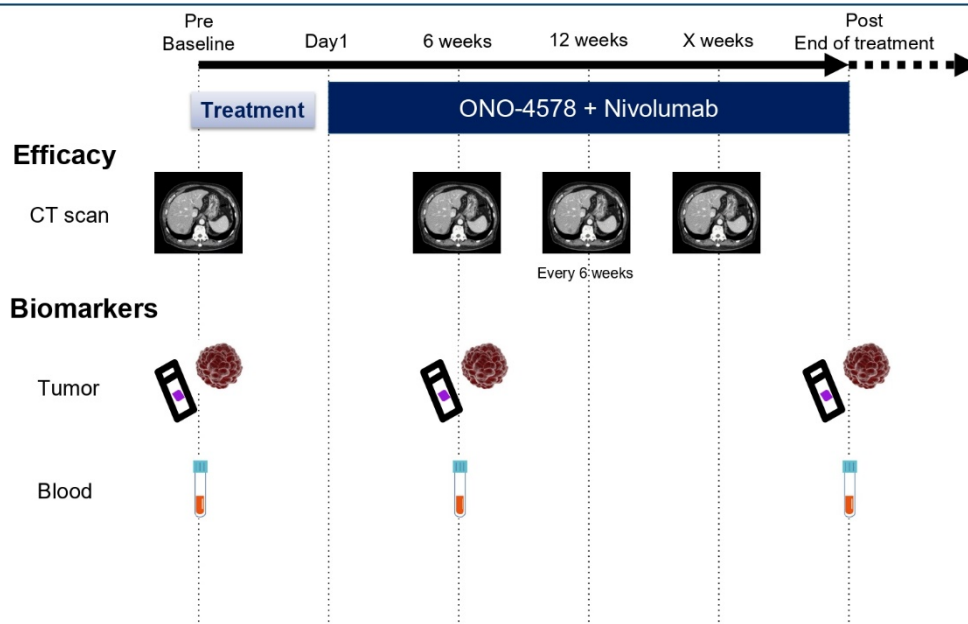 Pre
Baseline
Day1
6 weeks
12 weeks
X weeks
Post
End of treatment
Treatment
ONO-4578 + Nivolumab
Efficacy
CT scan
Every 6 weeks
Biomarkers
Tumor
Blood